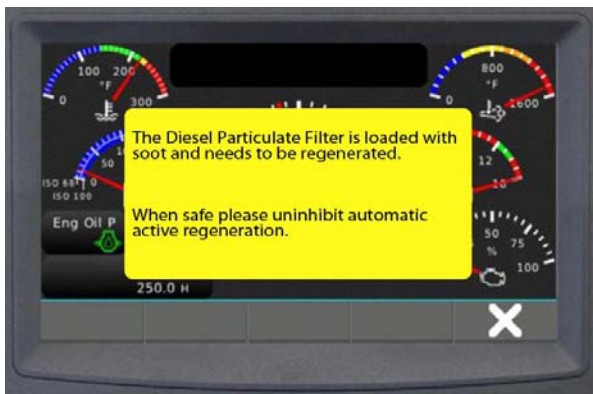 100
200
°F
0
300
800
°F
0
1600
The Diesel Particulate Filter is loaded with
soot and needs to be regenerated.
When safe please uninhibit automatic
active regeneration.
50
ISO 68
0
ISO 100
12
Eng Oil P
50
%
75
100
250.0 H